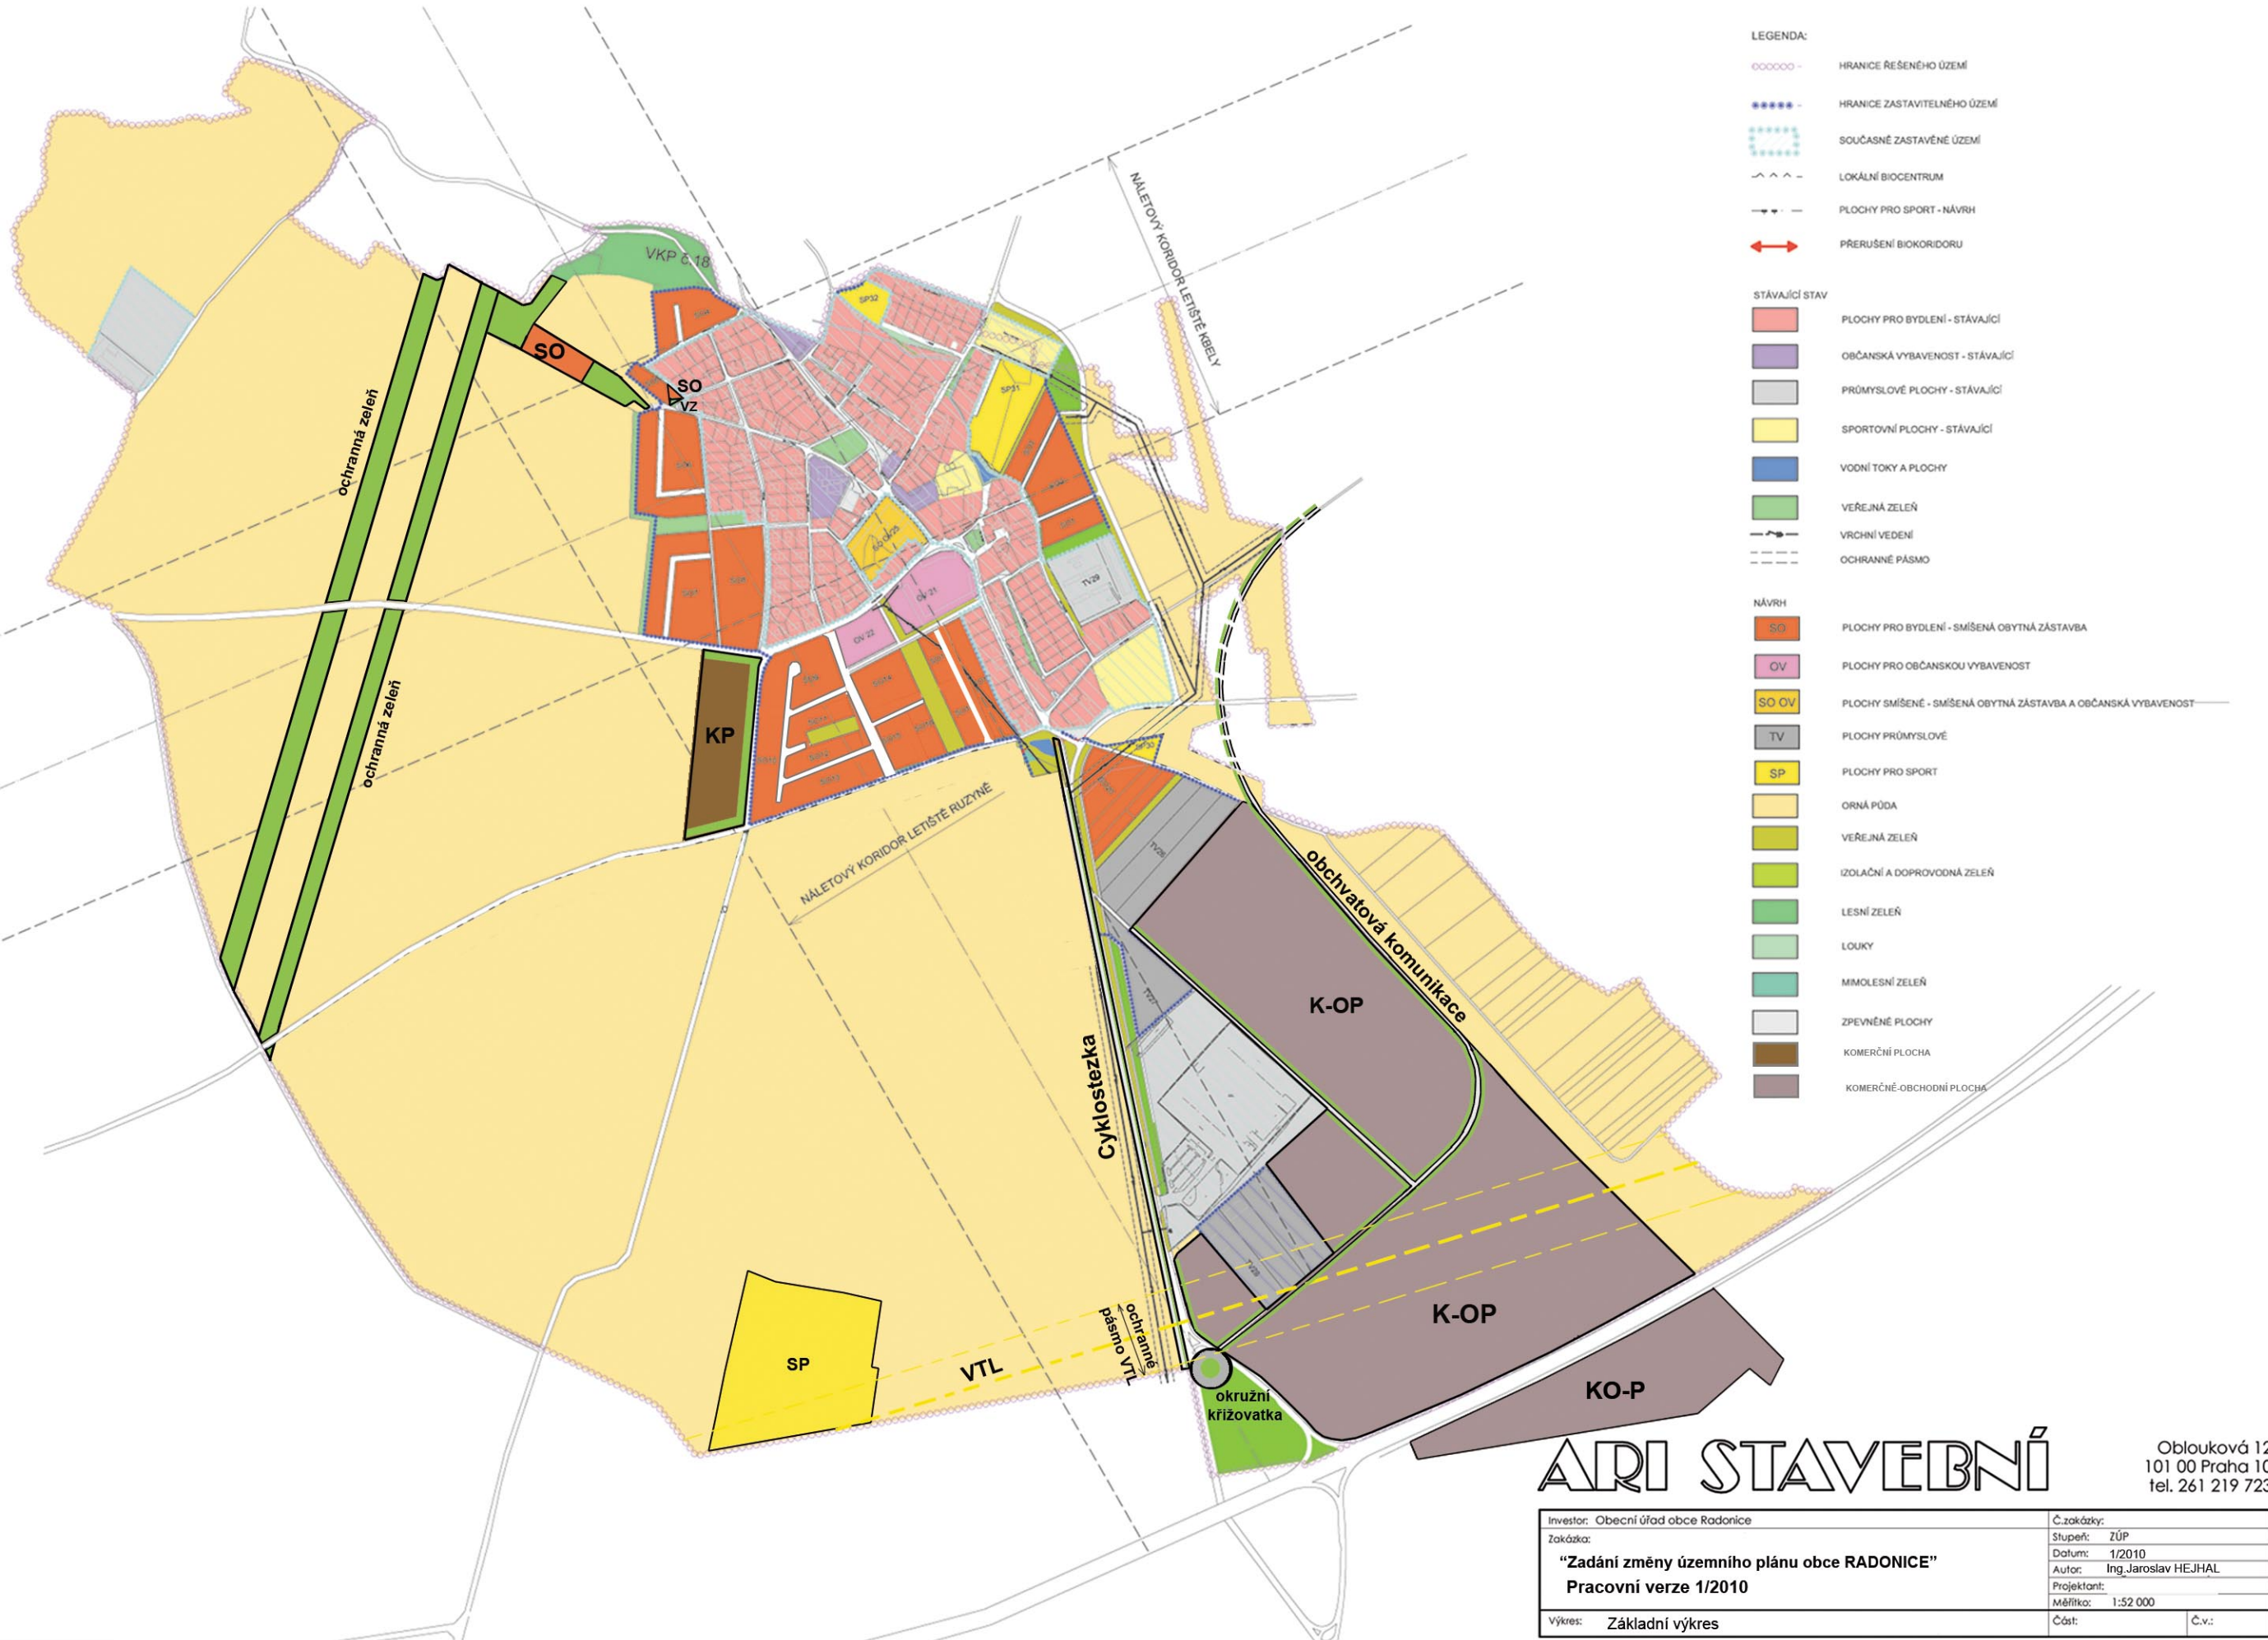 LEGENDA:
HRANICE ŘEŠENÉHO ÚZEMÍ
HRANICE ZASTAVITELNÉHO ÚZEMÍ
SOUČASNĚ ZASTAVĚNÉ ÚZEMÍ
LOKÁLNÍ BIOCENTRUM
PLOCHY PRO SPORT - NÁVRH
PŘERUŠENÍ BIOKORIDORU
STÁVAJÍCÍ STAV
PLOCHY PRO BYDLENÍ - STÁVAJÍCÍ
OBČANSKÁ VYBAVENOST - STÁVAJÍCÍ
PRŮMYSLOVÉ PLOCHY - STÁVAJÍCÍ
SPORTOVNÍ PLOCHY - STÁVAJÍCÍ
VODNÍ TOKY A PLOCHY
VEŘEJNÁ ZELEŇ
VRCHNÍ VEDENÍ
OCHRANNÉ PÁSMO
NÁVRH
SO PLOCHY PRO BYDLENÍ - SMÍŠENÁ OBYTNÁ ZÁSTAVBA
OV PLOCHY PRO OBČANSKOU VYBAVENOST
SO OV PLOCHY SMÍŠENÉ - SMÍŠENÁ OBYTNÁ ZÁSTAVBA A OBČANSKÁ VYBAVENOST
TV PLOCHY PRŮMYSLOVÉ
SP PLOCHY PRO SPORT
ORNÁ PŮDA
VEŘEJNÁ ZELEŇ
IZOLAČNÍ A DOPROVODNÁ ZELEŇ
LESNÍ ZELEŇ
LOUKY
MIMOLESNÍ ZELEŇ
ZPEVNĚNÉ PLOCHY
KOMERČNÍ PLOCHA
KOMERČNĚ-OBCHODNÍ PLOCHA
VKP č.18
NÁLETOVÝ KORIDOR LETIŠTĚ KBELY
SP32
SO
SO
VZ
SP31
ochranná zeleň
ochranná zeleň
TV29
OV 21
OV 22
KP
SP30
NÁLETOVÝ KORIDOR LETIŠTĚ RUZYNĚ
TV26
TV27
obchvatová komunikace
K-OP
Cyklostezka
TV28
K-OP
SP
VTL
ochranné
pásmo VTL
okružní
křižovatka
KO-P
ARI STAVEBNÍ
Oblouková 12
101 00 Praha 10
tel. 261 219 723
Investor: Obecní úřad obce Radonice
Zakázka:
“Zadání změny územního plánu obce RADONICE”
Pracovní verze 1/2010
Výkres: Základní výkres
Č.zakázky:
Stupeň: ZÚP
Datum: 1/2010
Autor: Ing.Jaroslav HEJHAL
Projektant:
Měřítko: 1:52 000
Část: Č.v.: